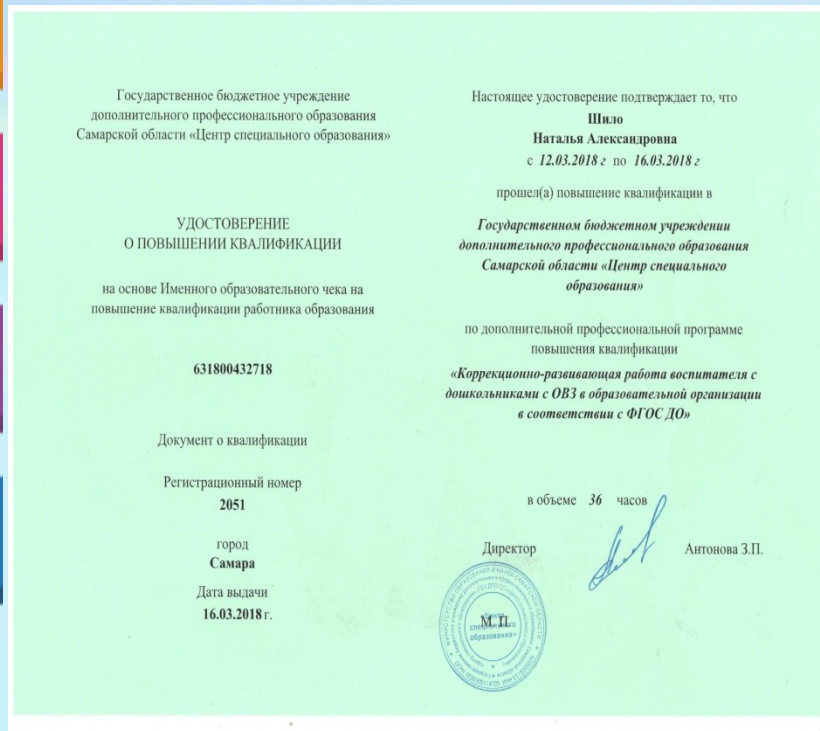 Государственное бюджетное учреждение
дополнительного профессионального образования
Самарской области «Центр специального образования»
УДОСТОВЕРЕНИЕ
О ПОВЫШЕНИИ КВАЛИФИКАЦИИ
на основе Именного образовательного чека на
повышение квалификации работника образования
631800432718
Документ о квалификации
Регистрационный номер
2051
город
Самара
Дата выдачи
16.03.2018 г.
Настоящее удостоверение подтверждает то, что
Шило
Наталья Александровна
с 12.03.2018 г по 16.03.2018 г
прошел(а) повышение квалификации в
Государственном бюджетном учреждении
дополнительного профессионального образования
Самарской области «Центр специального
образования»
по дополнительной профессиональной программе
повышения квалификации
«Коррекционно-развивающая работа воспитателя с
дошкольниками с ОВЗ в образовательной организации
в соответствии с ФГОС ДО»
в объеме 36 часов
Директор Антонова З.П.
М. П.
«Центр
специального
образования»